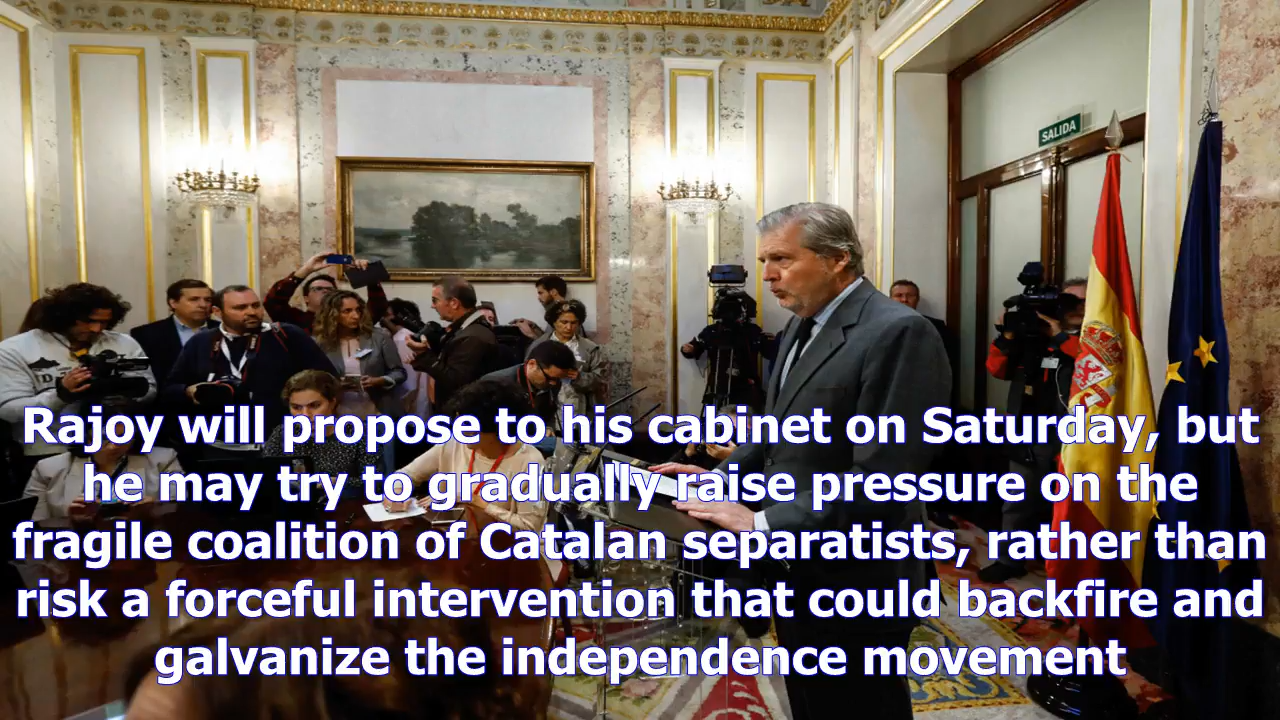 SALIDA
Rajoy will propose to his cabinet on Saturday, but
he may try to gradually raise pressure on the
fragile coalition of Catalan separatists, rather than
risk a forceful intervention that could backfire and
galvanize the independence movement